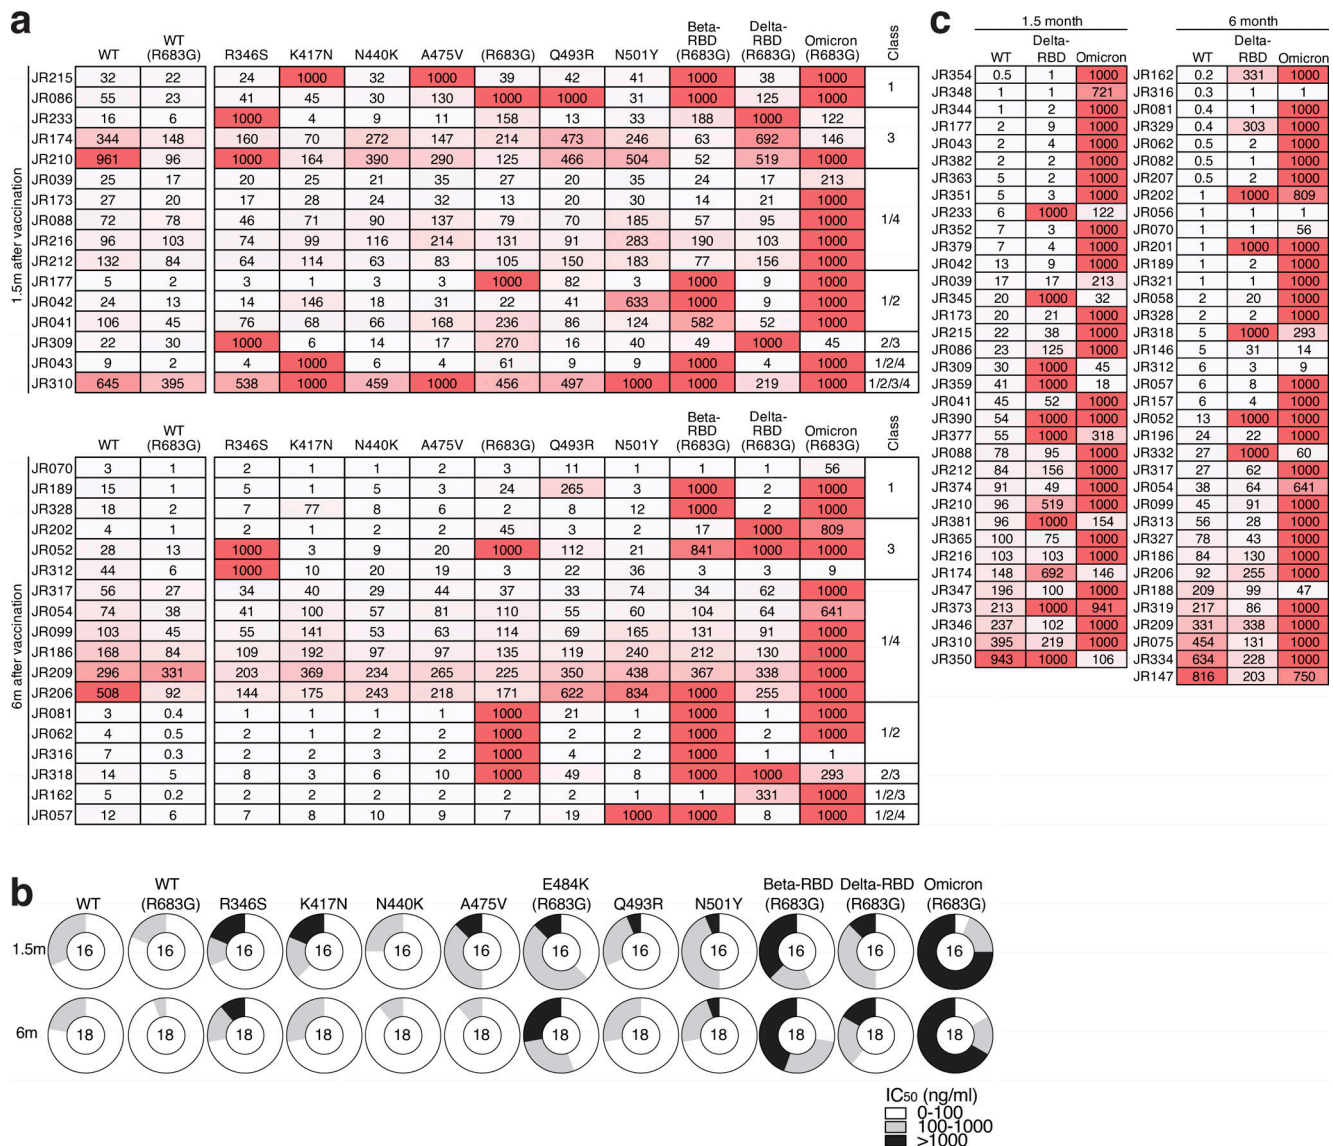 a
WT WT (R683G) R346S K417N N440K A475V (R683G) Q493R N501Y Beta-RBD (R683G) Delta-RBD (R683G) Omicron (R683G) Class
1.5m after vaccination
JR215 32 22 24 1000 32 1000 39 42 41 1000 38 1000 1
JR086 55 23 41 45 30 130 1000 1000 31 1000 125 1000
JR233 16 6 1000 4 9 11 158 13 33 188 1000 122 3
JR174 344 148 160 70 272 147 214 473 246 63 692 146
JR210 961 96 1000 164 390 290 125 466 504 52 519 1000
JR039 25 17 20 25 21 35 27 20 35 24 17 213 1/4
JR173 27 20 17 28 24 32 13 20 30 14 21 1000
JR088 72 78 46 71 90 137 79 70 185 57 95 1000
JR216 96 103 74 99 116 214 131 91 283 190 103 1000
JR212 132 84 64 114 63 83 105 150 183 77 156 1000
JR177 5 2 3 1 3 3 1000 82 3 1000 9 1000 1/2
JR042 24 13 14 146 18 31 22 41 633 1000 9 1000
JR041 106 45 76 68 66 168 236 86 124 582 52 1000
JR309 22 30 1000 6 14 17 270 16 40 49 1000 45 2/3
JR043 9 2 4 1000 6 4 61 9 9 1000 4 1000 1/2/4
JR310 645 395 538 1000 459 1000 456 497 1000 1000 219 1000 1/2/3/4
WT WT (R683G) R346S K417N N440K A475V (R683G) Q493R N501Y Beta-RBD (R683G) Delta-RBD (R683G) Omicron (R683G) Class
6m after vaccination
JR070 3 1 2 1 1 2 3 11 1 1 1 56 1
JR189 15 1 5 1 5 3 24 265 3 1000 2 1000
JR328 18 2 7 77 8 6 2 8 12 1000 2 1000
JR202 4 1 2 1 2 2 45 3 2 17 1000 809 3
JR052 28 13 1000 3 9 20 1000 112 21 841 1000 1000
JR312 44 6 1000 10 20 19 3 22 36 3 3 9
JR317 56 27 34 40 29 44 37 33 74 34 62 1000 1/4
JR054 74 38 41 100 57 81 110 55 60 104 64 641
JR099 103 45 55 141 53 63 114 69 165 131 91 1000
JR186 168 84 109 192 97 97 135 119 240 212 130 1000
JR209 296 331 203 369 234 265 225 350 438 367 338 1000
JR206 508 92 144 175 243 218 171 622 834 1000 255 1000
JR081 3 0.4 1 1 1 1 1000 21 1 1000 1 1000 1/2
JR062 4 0.5 2 1 2 2 1000 2 2 1000 2 1000
JR316 7 0.3 2 2 3 2 1000 4 2 1000 1 1
JR318 14 5 8 3 6 10 1000 49 8 1000 1000 293 2/3
JR162 5 0.2 2 2 2 2 2 2 1 1 331 1000 1/2/3
JR057 12 6 7 8 10 9 7 19 1000 1000 8 1000 1/2/4
b
WT WT (R683G) R346S K417N N440K A475V E484K (R683G) Q493R N501Y Beta-RBD (R683G) Delta-RBD (R683G) Omicron (R683G)
1.5m 16 16 16 16 16 16 16 16 16 16 16 16
6m 18 18 18 18 18 18 18 18 18 18 18 18
IC50 (ng/ml)
0-100
100-1000
>1000
c
1.5 month
WT Delta-RBD Omicron
JR354 0.5 1 1000
JR348 1 1 721
JR344 1 2 1000
JR177 2 9 1000
JR043 2 4 1000
JR382 2 2 1000
JR363 5 2 1000
JR351 5 3 1000
JR233 6 1000 122
JR352 7 3 1000
JR379 7 4 1000
JR042 13 9 1000
JR039 17 17 213
JR345 20 1000 32
JR173 20 21 1000
JR215 22 38 1000
JR086 23 125 1000
JR309 30 1000 45
JR359 41 1000 18
JR041 45 52 1000
JR390 54 1000 1000
JR377 55 1000 318
JR088 78 95 1000
JR212 84 156 1000
JR374 91 49 1000
JR210 96 519 1000
JR381 96 1000 154
JR365 100 75 1000
JR216 103 103 1000
JR174 148 692 146
JR347 196 100 1000
JR373 213 1000 941
JR346 237 102 1000
JR310 395 219 1000
JR350 943 1000 106
6 month
WT Delta-RBD Omicron
JR162 0.2 331 1000
JR316 0.3 1 1
JR081 0.4 1 1000
JR329 0.4 303 1000
JR062 0.5 1 1000
JR082 0.5 2 1000
JR207 0.5 2 1000
JR202 1 1000 809
JR056 1 1 1
JR070 1 1 56
JR201 1 1000 1000
JR189 1 2 1000
JR321 1 1 1000
JR058 2 20 1000
JR328 2 2 1000
JR318 5 1000 293
JR146 5 31 14
JR312 6 3 9
JR057 6 8 1000
JR157 6 4 1000
JR052 13 1000 1000
JR196 24 22 1000
JR332 27 1000 60
JR317 27 62 1000
JR054 38 64 641
JR099 45 91 1000
JR313 56 28 1000
JR327 78 43 1000
JR186 84 130 1000
JR206 92 255 1000
JR188 209 99 47
JR319 217 86 1000
JR209 331 338 1000
JR075 454 131 1000
JR334 634 228 1000
JR147 816 203 750